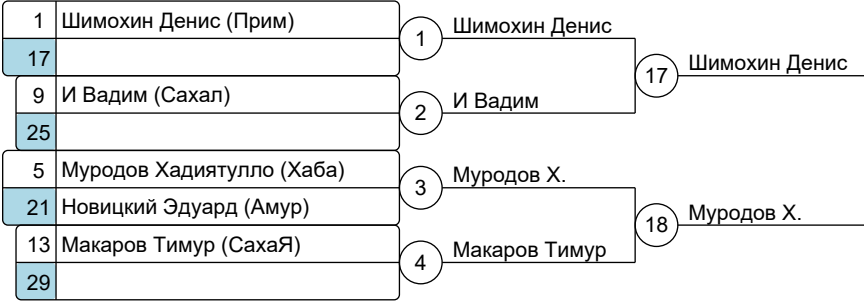 1 Шимохин Денис (Прим)
17
1 Шимохин Денис
9 И Вадим (Сахал)
25
2 И Вадим
17 Шимохин Денис
5 Муродов Хадиятулло (Хаба)
21 Новицкий Эдуард (Амур)
3 Муродов Х.
13 Макаров Тимур (СахаЯ)
29
4 Макаров Тимур
18 Муродов Х.